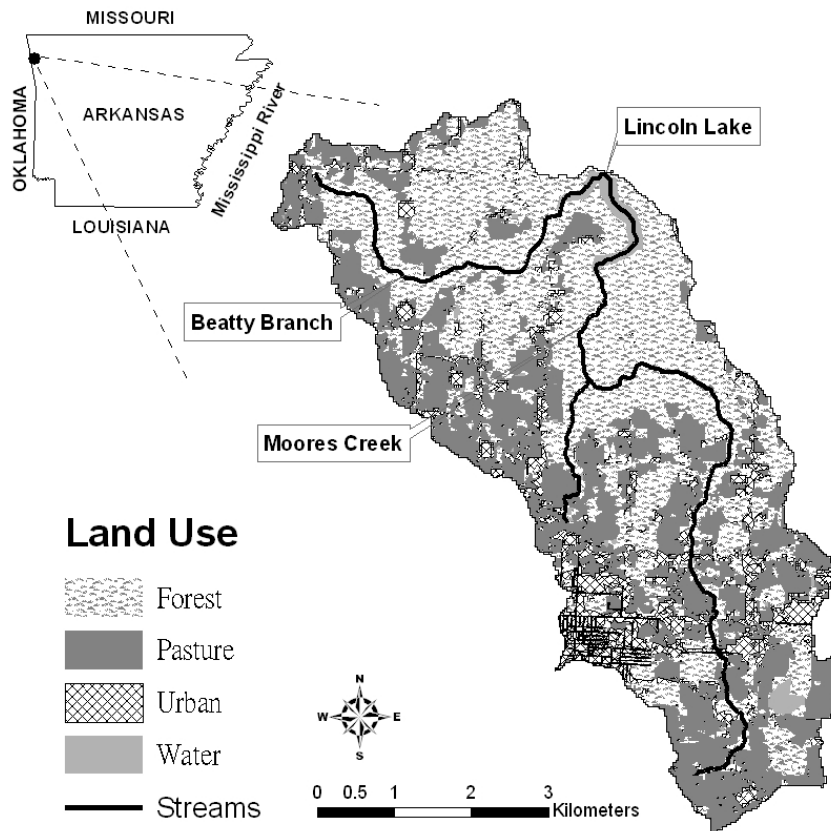 MISSOURI
OKLAHOMA
ARKANSAS
Mississippi River
LOUISIANA
Lincoln Lake
Beatty Branch
Moores Creek
Land Use
Forest
Pasture
Urban
Water
Streams
N
W E
S
0 0.5 1 2 3
Kilometers